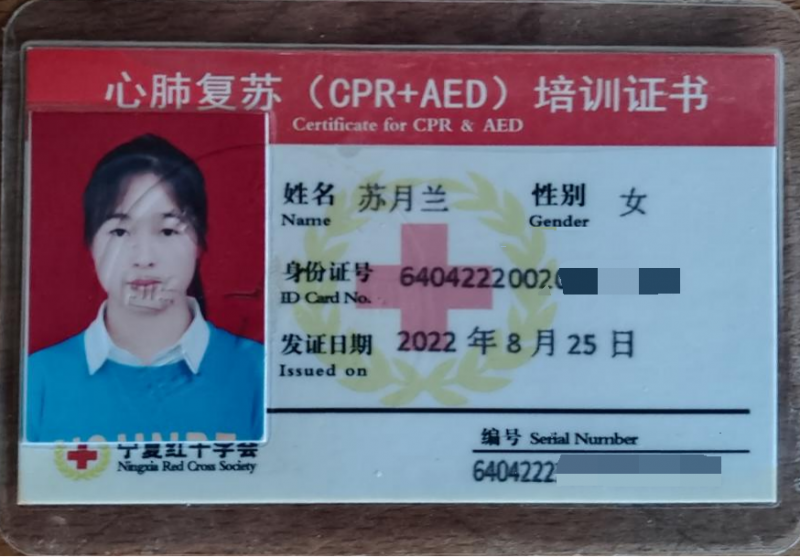 心肺复苏（CPR+AED）培训证书
Certificate for CPR & AED
姓名 苏月兰 性别 女
Name Gender
身份证号 6404222002
ID Card No.
发证日期 2022 年 8 月 25 日
Issued on
宁夏红十字会
Ningxia Red Cross Society
编号 Serial Number
6404222